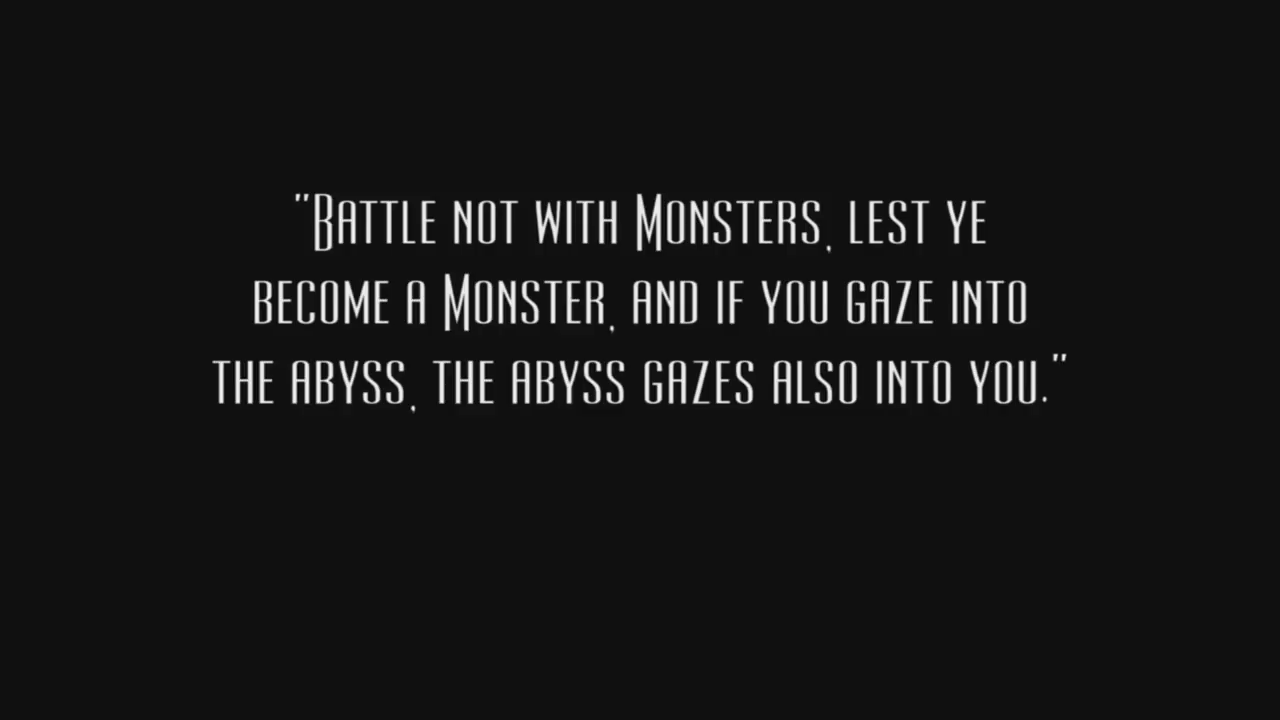 "Battle not with Monsters, lest ye
become a Monster, and if you gaze into
the abyss, the abyss gazes also into you."